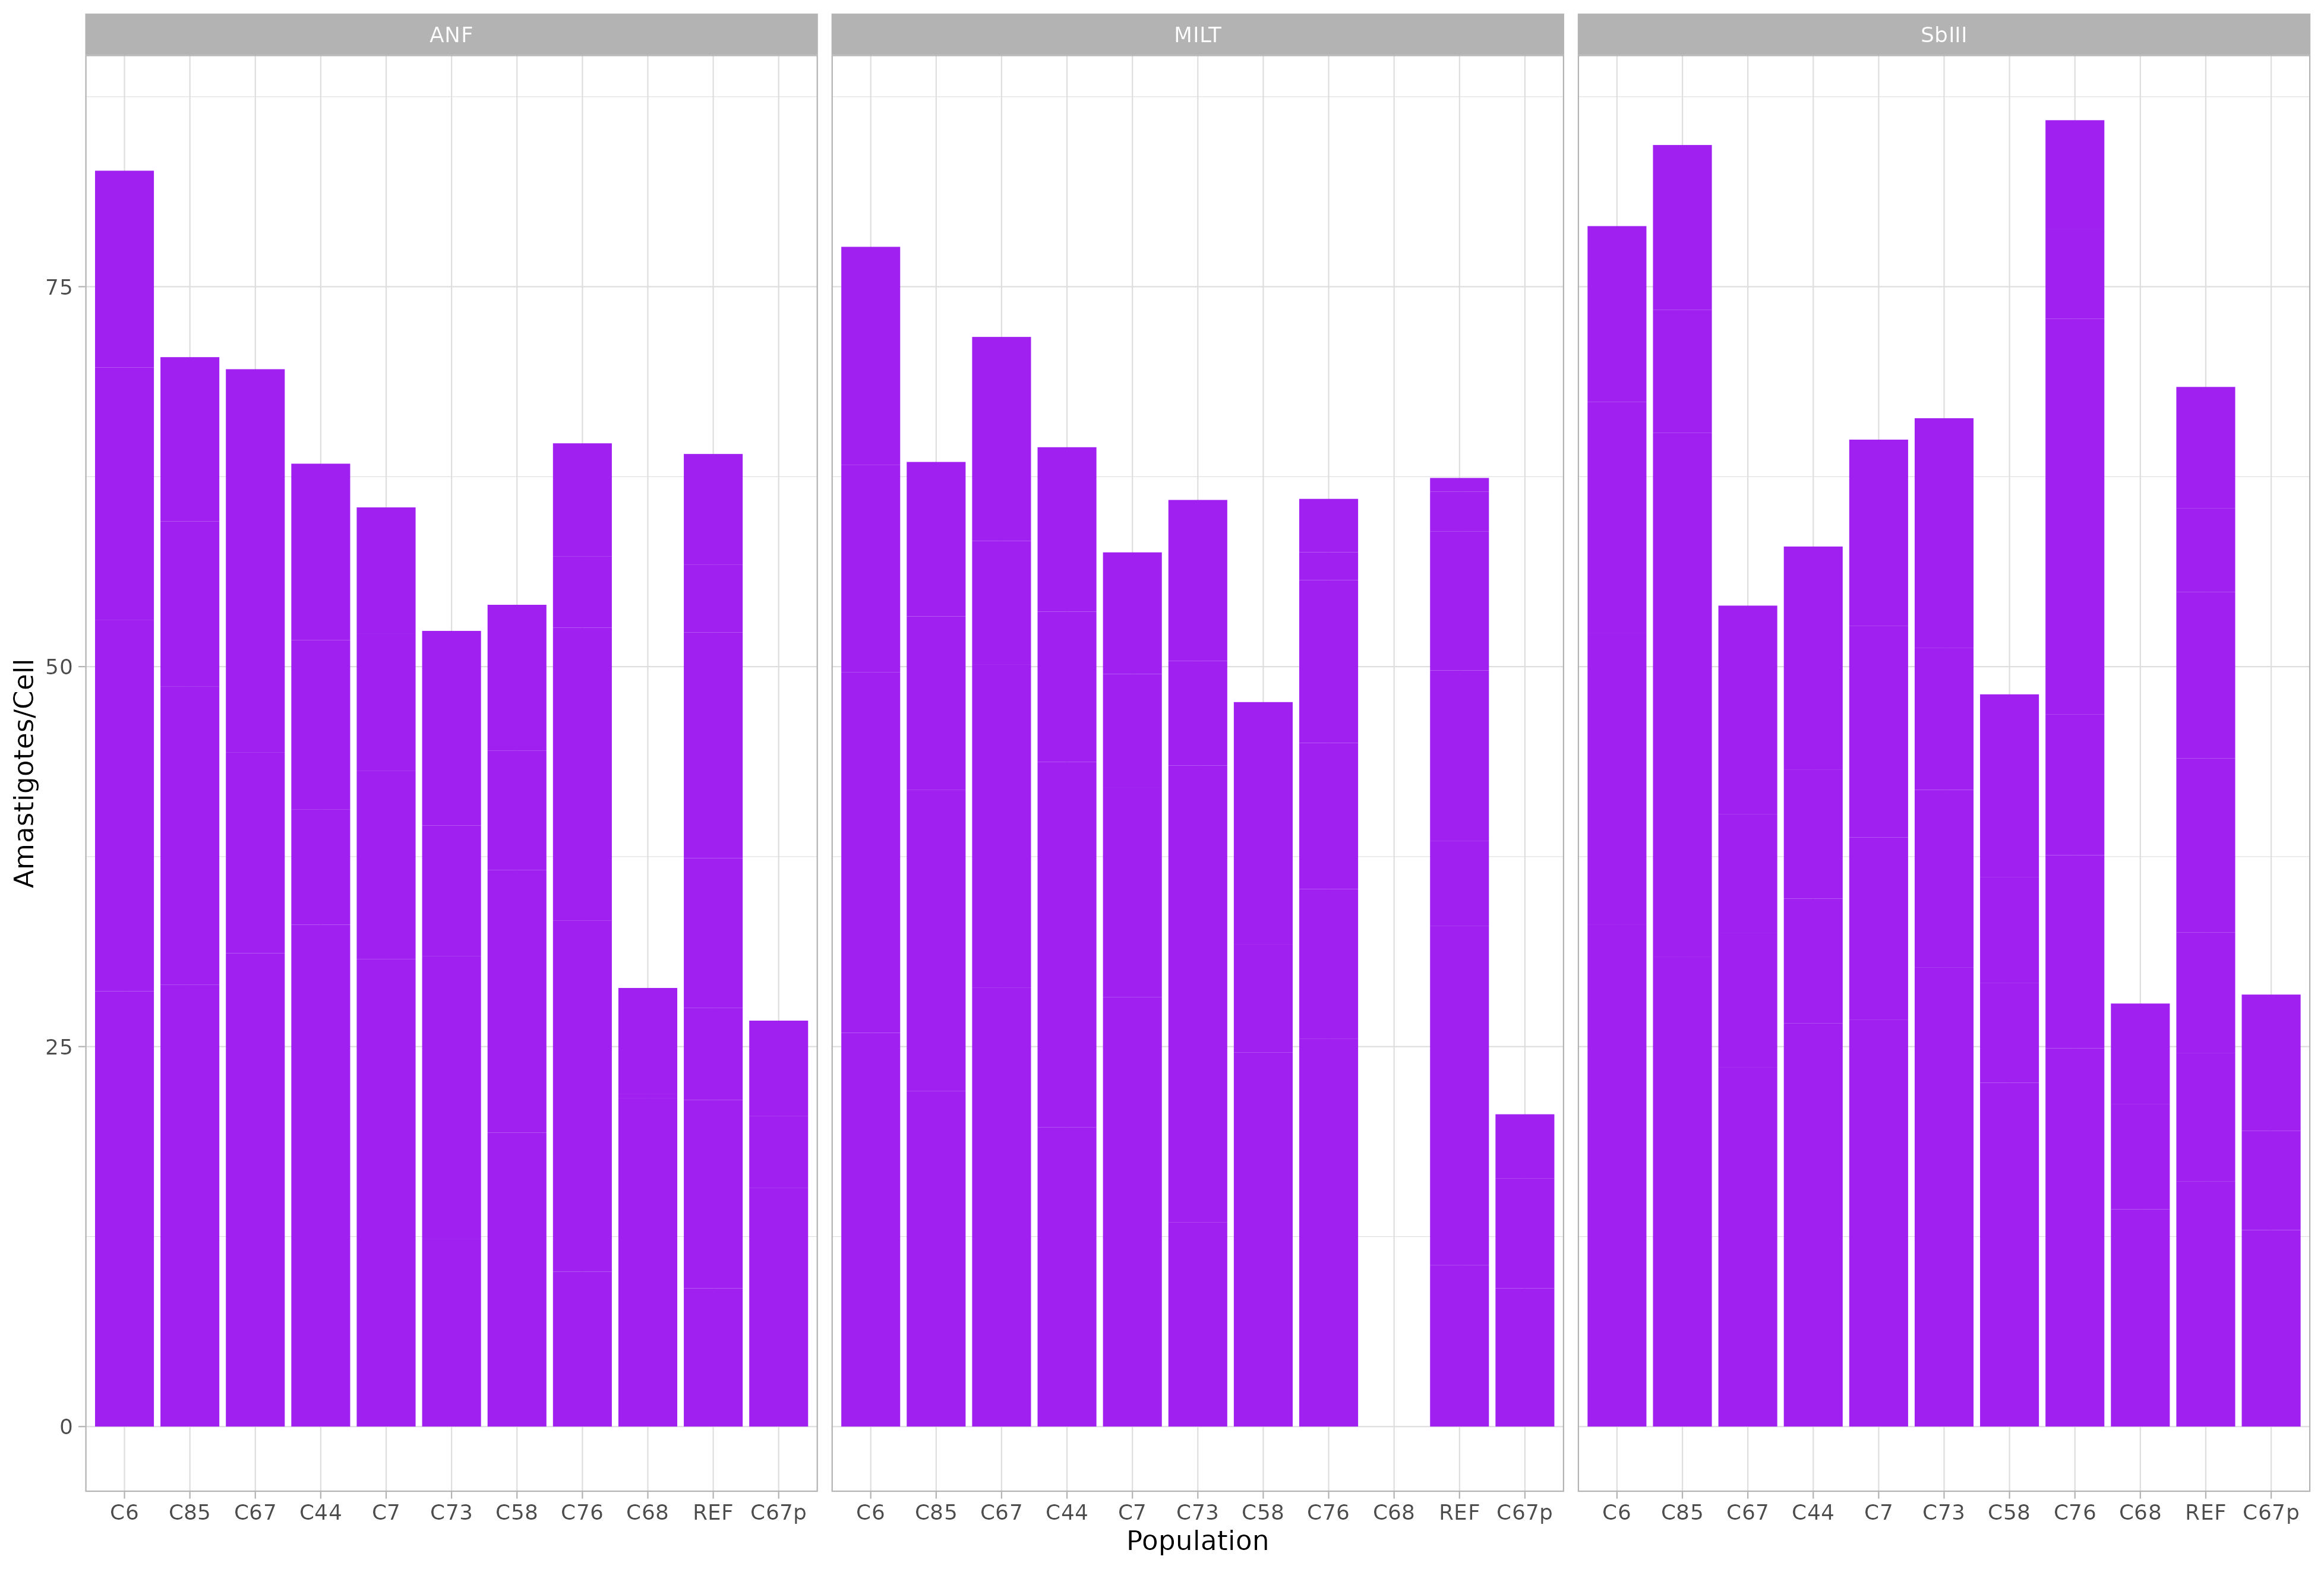 ANF MILT SbIII
Amastigotes/Cell
75
50
25
0
C6 C85 C67 C44 C7 C73 C58 C76 C68 REF C67p C6 C85 C67 C44 C7 C73 C58 C76 C68 REF C67p C6 C85 C67 C44 C7 C73 C58 C76 C68 REF C67p
Population